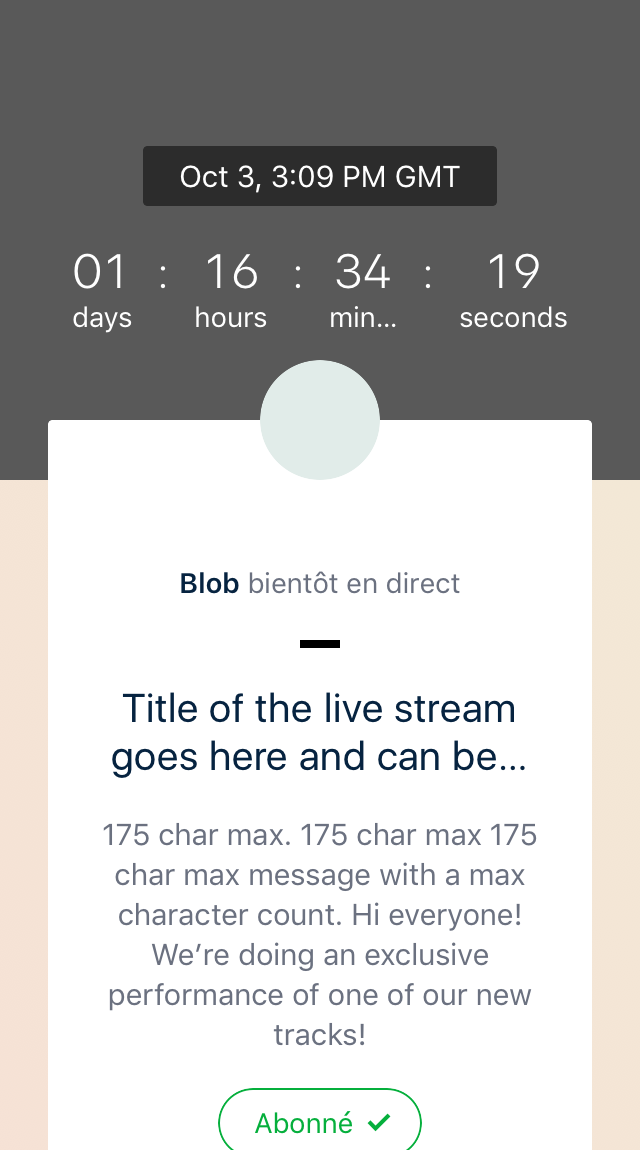 Oct 3, 3:09 PM GMT
01 : 16 : 34 : 19
days hours min... seconds
Blob bientôt en direct
Title of the live stream
goes here and can be...
175 char max. 175 char max 175
char max message with a max
character count. Hi everyone!
We’re doing an exclusive
performance of one of our new
tracks!
Abonné